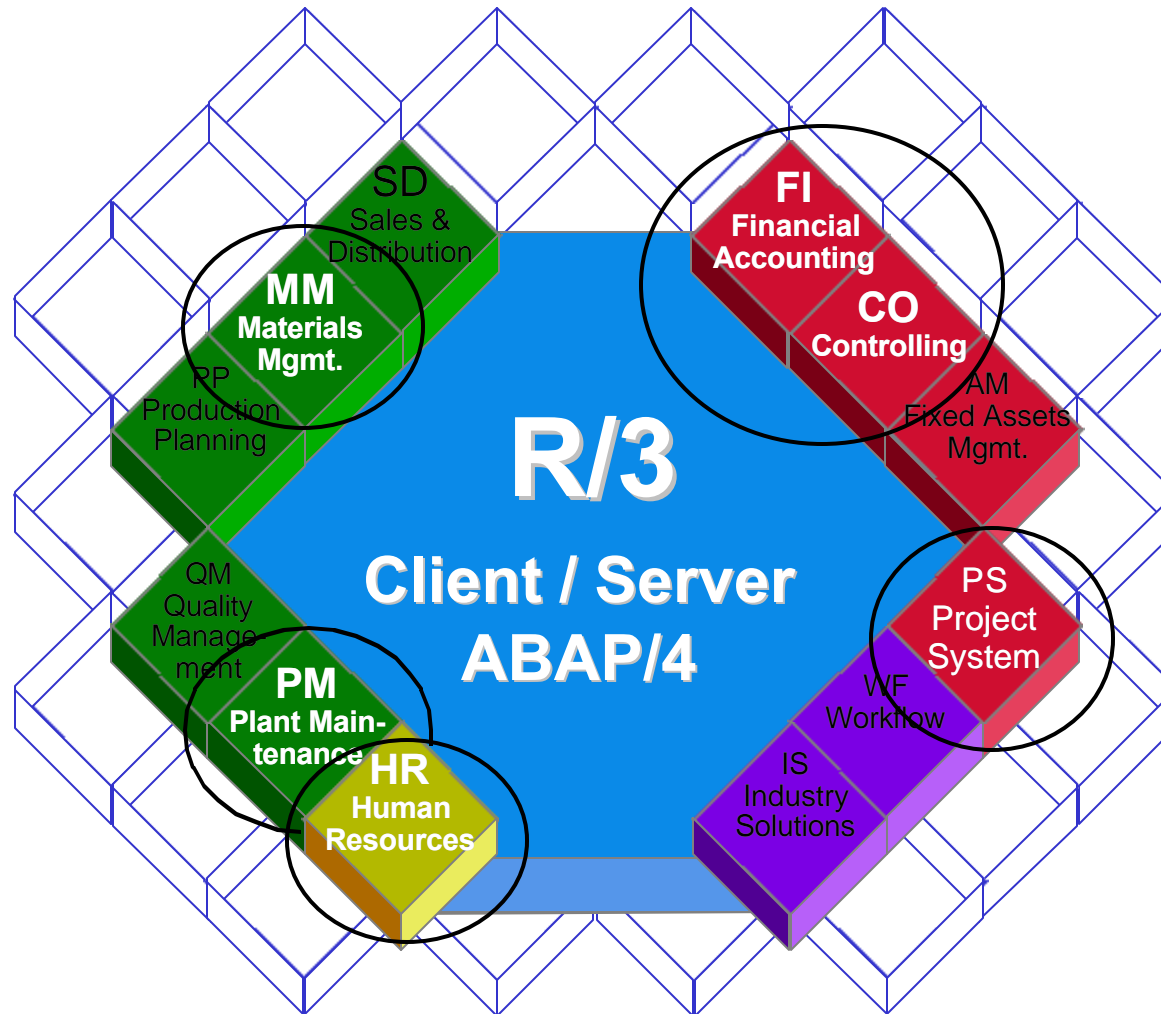 SD
Sales &
Distribution
MM
Materials
Mgmt.
PP
Production
Planning
QM
Quality
Manage-
ment
PM
Plant Main-
tenance
HR
Human
Resources
R/3
Client / Server
ABAP/4
FI
Financial
Accounting
CO
Controlling
AM
Fixed Assets
Mgmt.
PS
Project
System
WF
Workflow
IS
Industry
Solutions